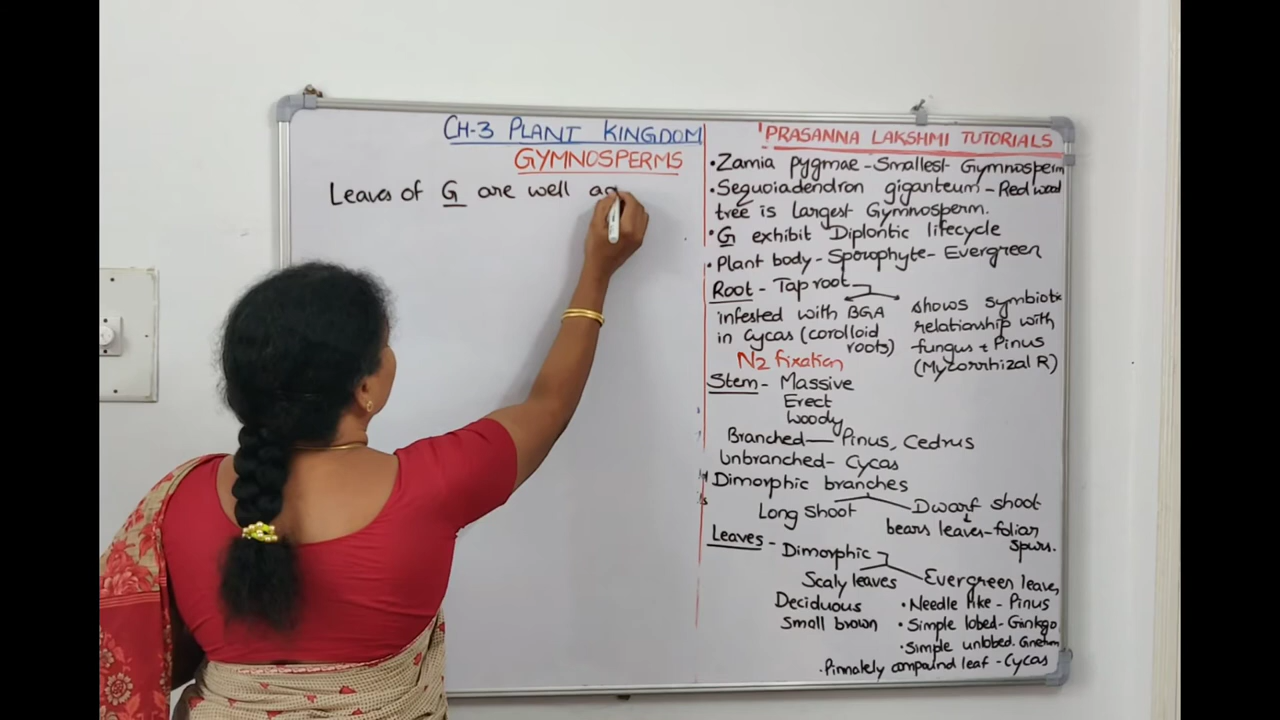 CH-3 PLANT KINGDOM
GYMNOSPERMS
Leaves of G are well
PRASANNA LAKSHMI TUTORIALS
• Zamia pygmae - Smallest Gymnosperm
• Sequoiadendron giganteum - Red wood
tree is largest Gymnosperm.
• G exhibit Diplontic lifecycle
• Plant body - Sporophyte - Evergreen
Root - Tap root
infested with BGA
in Cycas (corolloid
roots)
N2 fixation
shows symbiotic
relationship with
fungus + Pinus
(Mycorrhizal R)
Stem - Massive
Erect
Woody
Branched - Pinus, Cedrus
Unbranched - Cycas
Dimorphic branches
Long Shoot
Dwarf shoot
bears leaves - foliar
spurs.
Leaves - Dimorphic
Scaly leaves
Deciduous
Small brown
Evergreen leaves
• Needle like - Pinus
• Simple lobed - Ginkgo
• Simple unlobed. Gnetum
• Pinnately compound leaf - Cycas